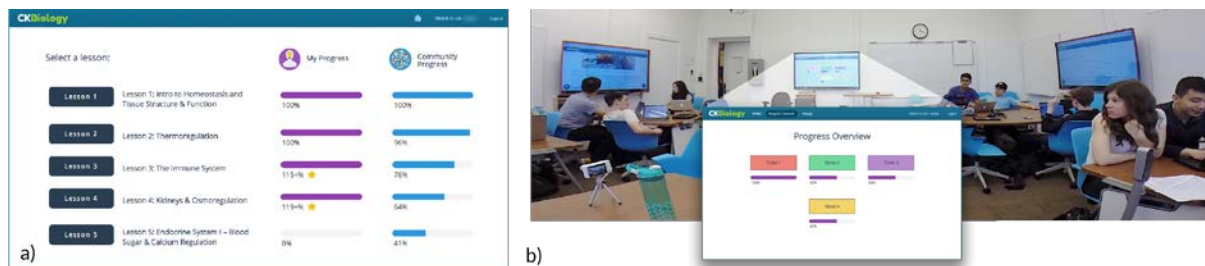 CKBiology
Select a lesson:
My Progress
Community
Progress
Lesson 1
Lesson 1: Intro to Homeostasis and
Tissue Structure & Function
100%
100%
Lesson 2
Lesson 2: Thermoregulation
100%
96%
Lesson 3
Lesson 3: The Immune System
115+%
76%
Lesson 4
Lesson 4: Kidneys & Osmoregulation
119+%
64%
Lesson 5
Lesson 5: Endocrine System I – Blood
Sugar & Calcium Regulation
0%
41%
a)
b)
CKBiology
Progress Overview